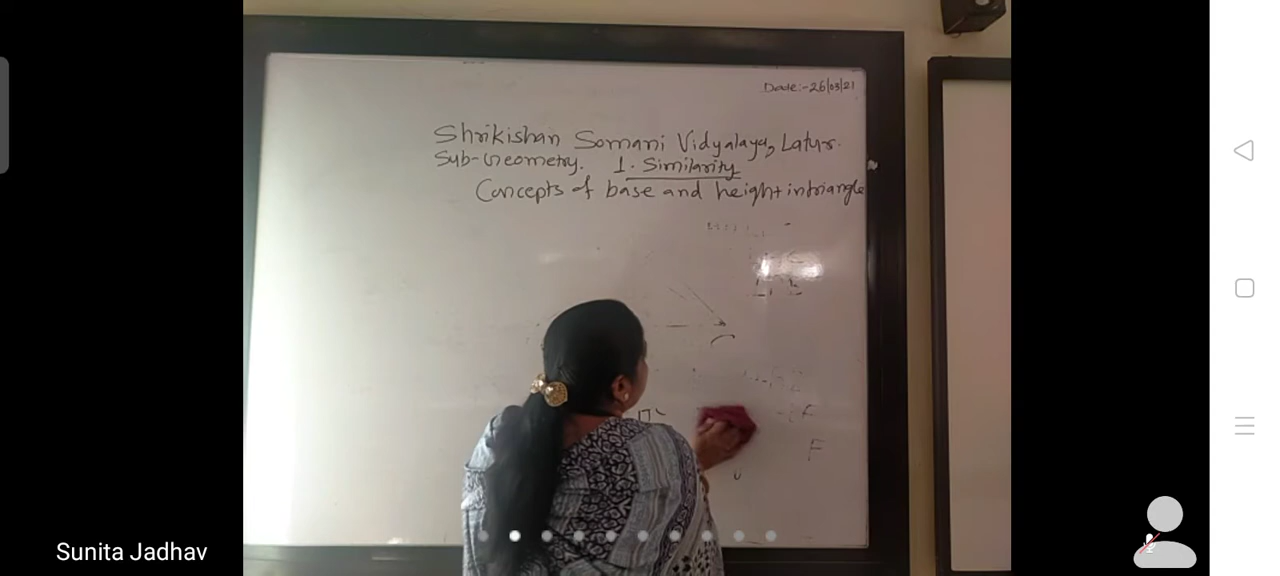 Date:-26/03/21
Shrikishan Somani Vidyalaya, Latur.
Sub-Geometry. 1. Similarity
Concepts of base and height in triangle
F
Sunita Jadhav